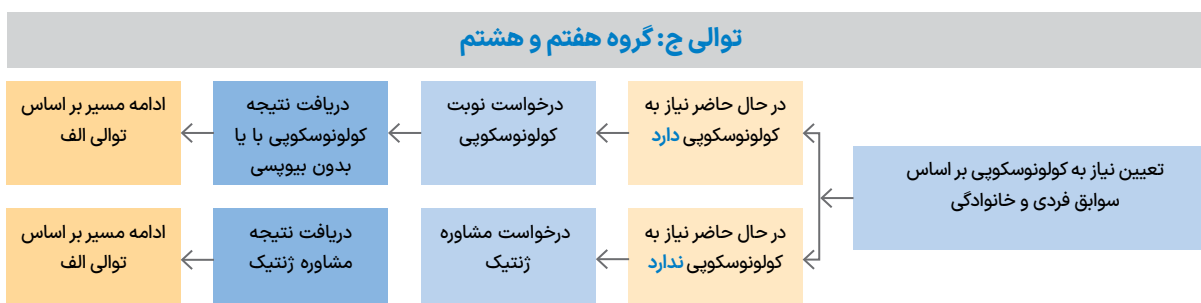 توالی ج: گروه هفتم و هشتم
تعیین نیاز به کولونوسکوپی بر اساس
سوابق فردی و خانوادگی
در حال حاضر نیاز به
کولونوسکوپی دارد
درخواست نوبت
کولونوسکوپی
دریافت نتیجه
کولونوسکوپی با یا
بدون بیوپسی
ادامه مسیر بر اساس
توالی الف
در حال حاضر نیاز به
کولونوسکوپی ندارد
درخواست مشاوره
ژنتیک
دریافت نتیجه
مشاوره ژنتیک
ادامه مسیر بر اساس
توالی الف